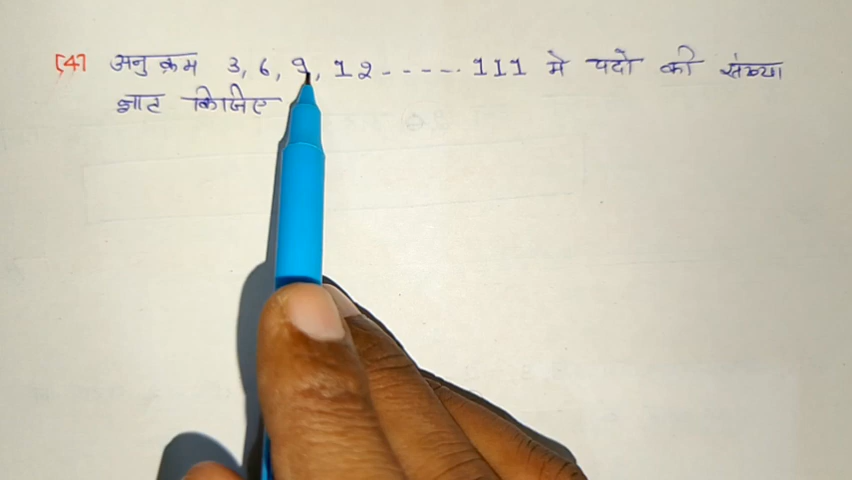 [4] अनुक्रम 3, 6, 9, 12 ----- 111 मे पदो की संख्या
ज्ञात किजिए